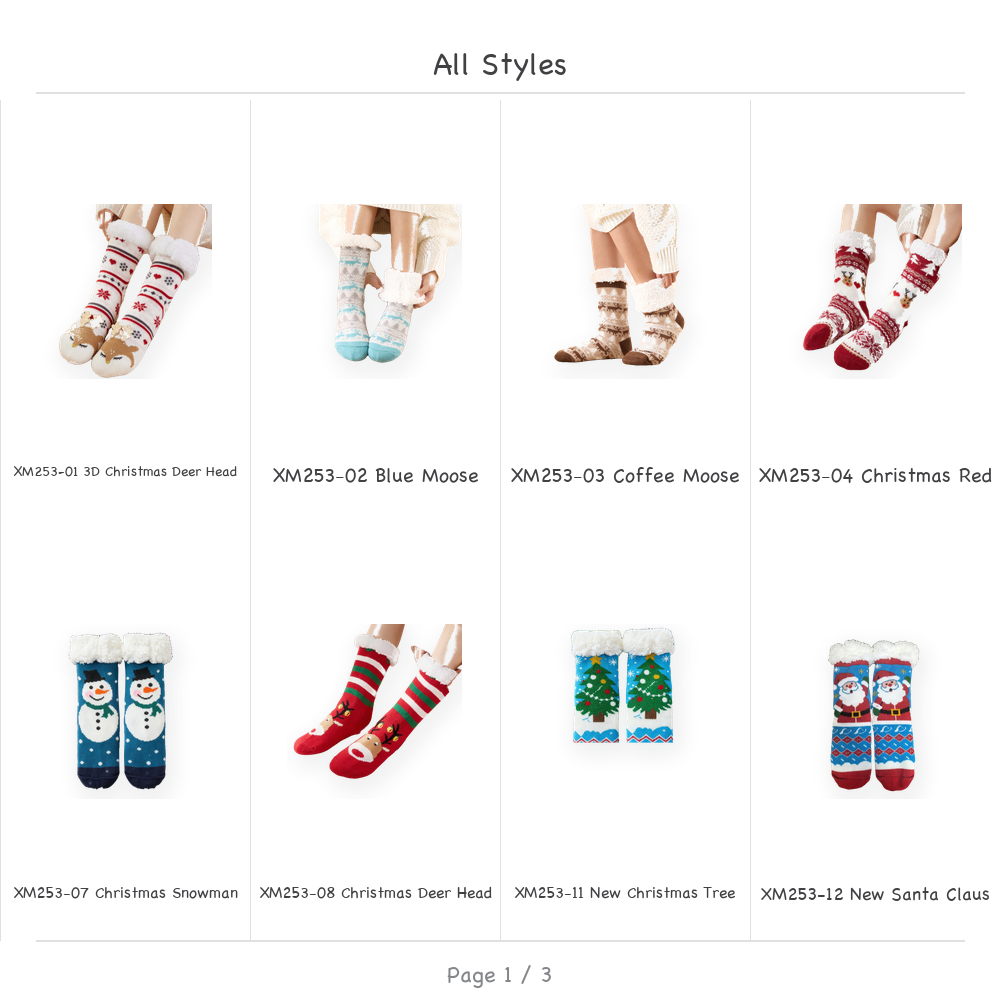 All Styles
XM253-01 3D Christmas Deer Head
XM253-02 Blue Moose
XM253-03 Coffee Moose
XM253-04 Christmas Red
XM253-07 Christmas Snowman
XM253-08 Christmas Deer Head
XM253-11 New Christmas Tree
XM253-12 New Santa Claus
Page 1 / 3